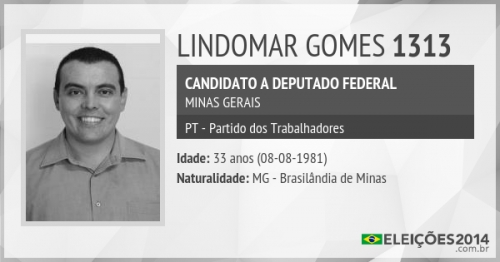 LINDOMAR GOMES 1313
CANDIDATO A DEPUTADO FEDERAL
MINAS GERAIS
PT - Partido dos Trabalhadores
Idade: 33 anos (08-08-1981)
Naturalidade: MG - Brasilândia de Minas
ELEIÇÕES2014
.com.br